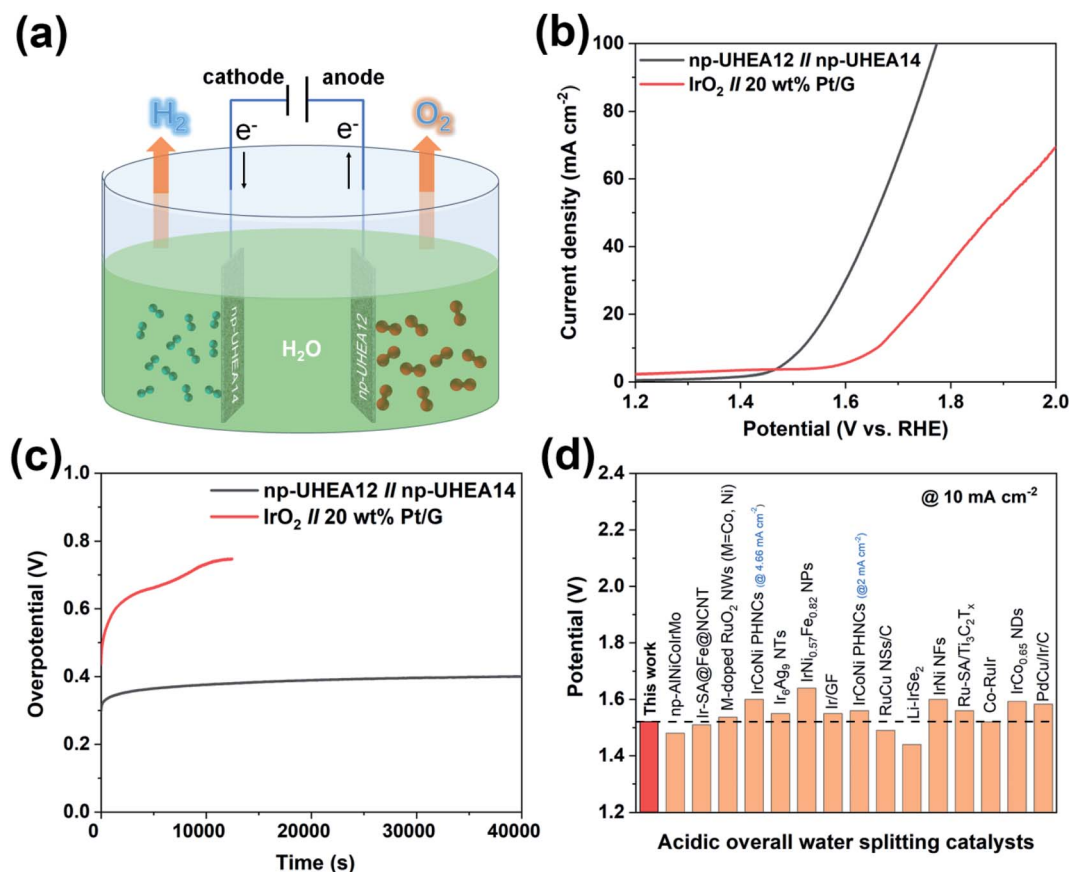 (a)
cathode
anode
H₂
e⁻
e⁻
O₂
np-UHEA14
H₂O
np-UHEA12
(b)
100
80
60
40
20
0
Current density (mA cm⁻²)
np-UHEA12 // np-UHEA14
IrO₂ // 20 wt% Pt/G
1.2
1.4
1.6
1.8
2.0
Potential (V vs. RHE)
(c)
1.0
0.8
0.6
0.4
0.2
0.0
Overpotential (V)
np-UHEA12 // np-UHEA14
IrO₂ // 20 wt% Pt/G
0
10000
20000
30000
40000
Time (s)
(d)
2.4
2.2
2.0
1.8
1.6
1.4
1.2
Potential (V)
@ 10 mA cm⁻²
This work
np-AlNiCoIrMo
Ir-SA@Fe@NCNT
M-doped RuO₂ NWs (M=Co, Ni)
IrCoNi PHNCs (@ 4.66 mA cm⁻²)
Ir₆Ag₉ NTs
IrNi₀.₅₇Fe₀.₈₂ NPs
Ir/GF
IrCoNi PHNCs (@2 mA cm⁻²)
RuCu NSs/C
Li-IrSe₂
IrNi NFs
Ru-SA/Ti₃C₂Tₓ
Co-RuIr
IrCo₀.₆₅ NDs
PdCu/Ir/C
Acidic overall water splitting catalysts